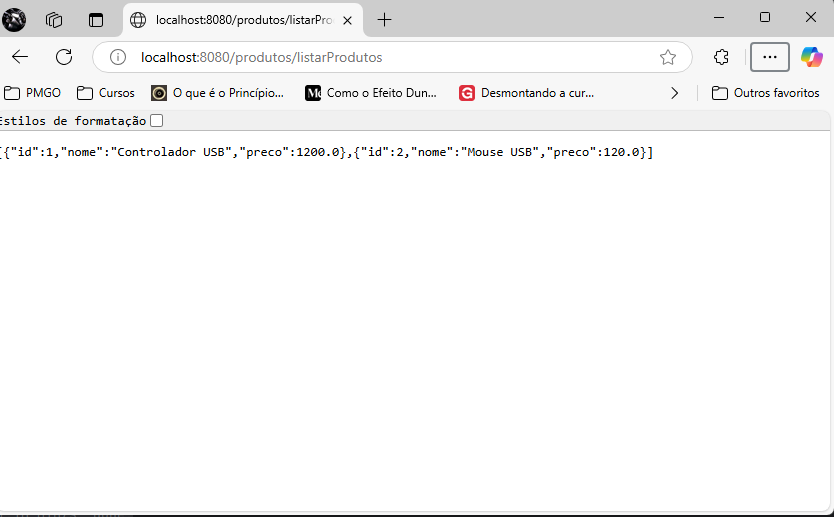 localhost:8080/produtos/listarPro
localhost:8080/produtos/listarProdutos
PMGO Cursos O que é o Princípio... Como o Efeito Dun... G Desmontando a cur... Outros favoritos
Estilos de formatação
[{"id":1,"nome":"Controlador USB","preco":1200.0},{"id":2,"nome":"Mouse USB","preco":120.0}]